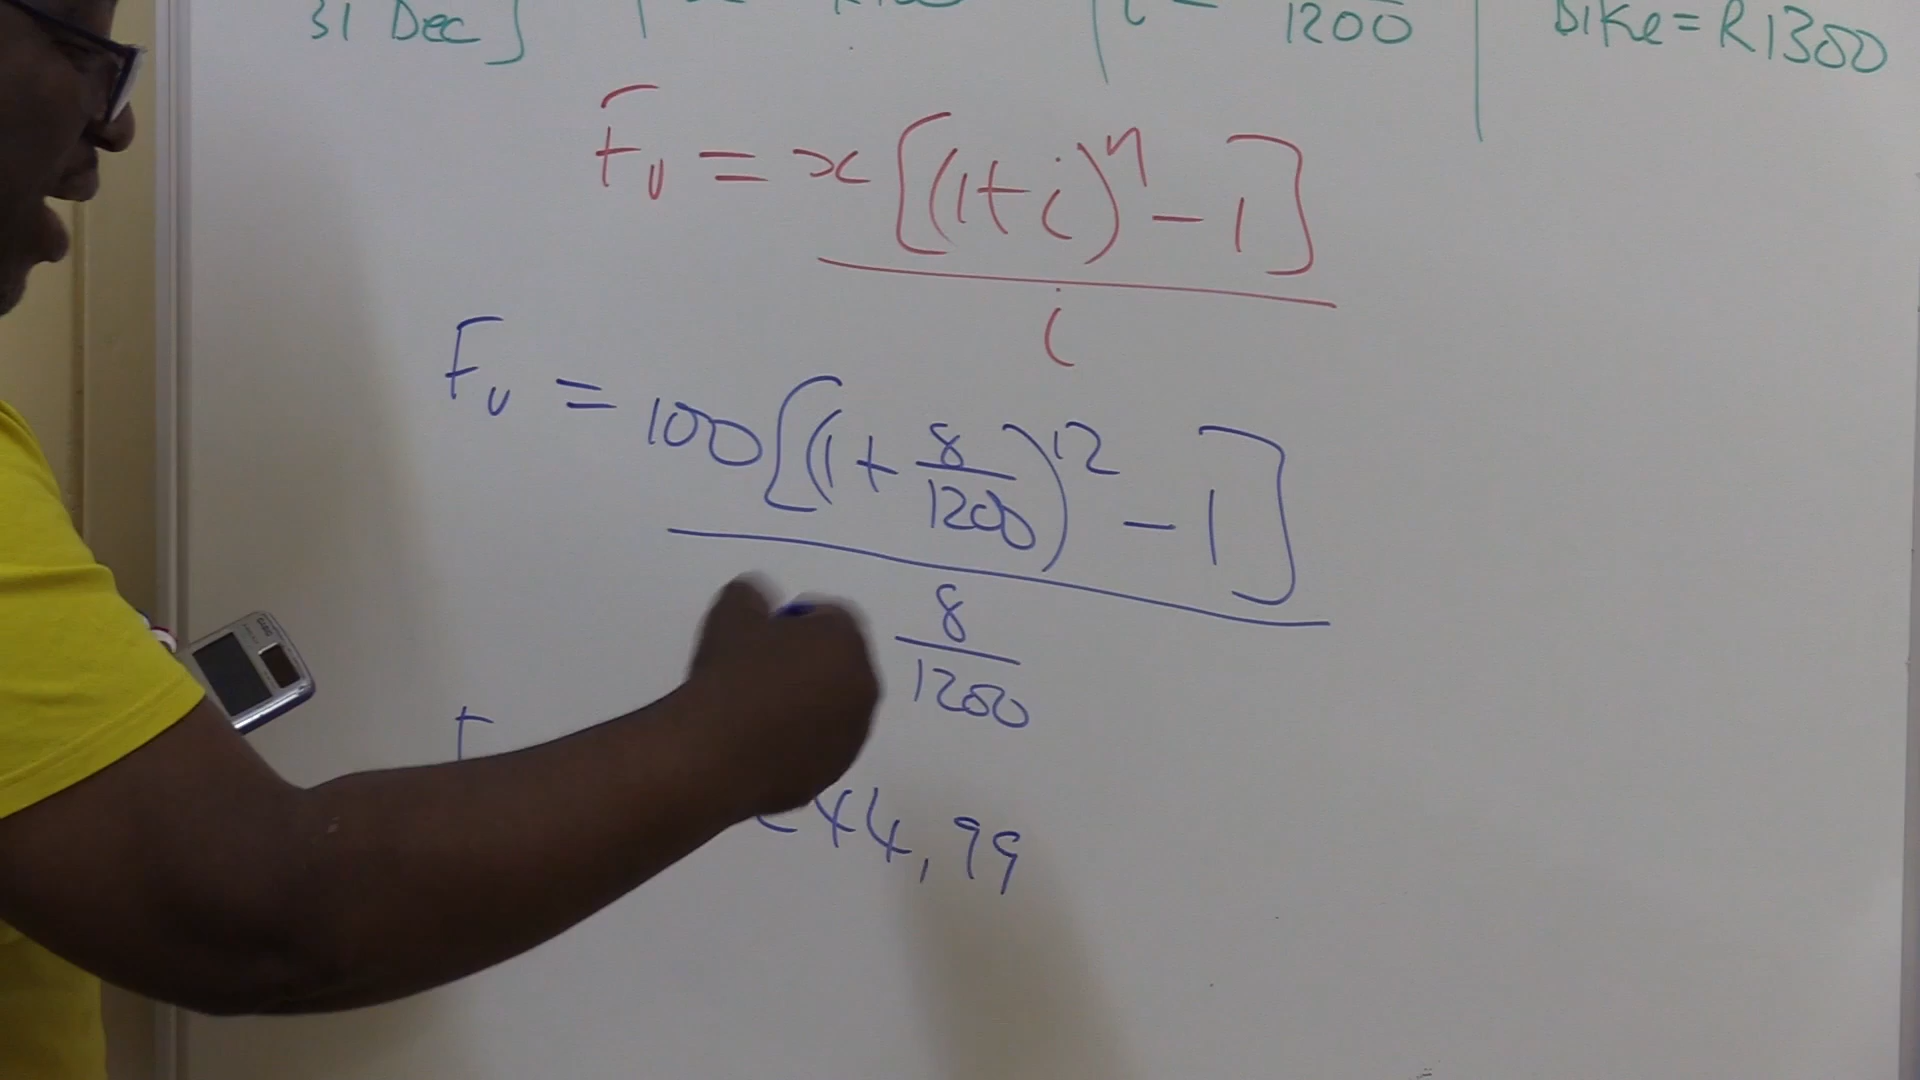 31 Dec] | | i = 1200 | Bike = R1300
Fv = x[(1+i)^n - 1]
i
Fv = 100[(1 + 8/1200)^12 - 1]
8/1200
44,99